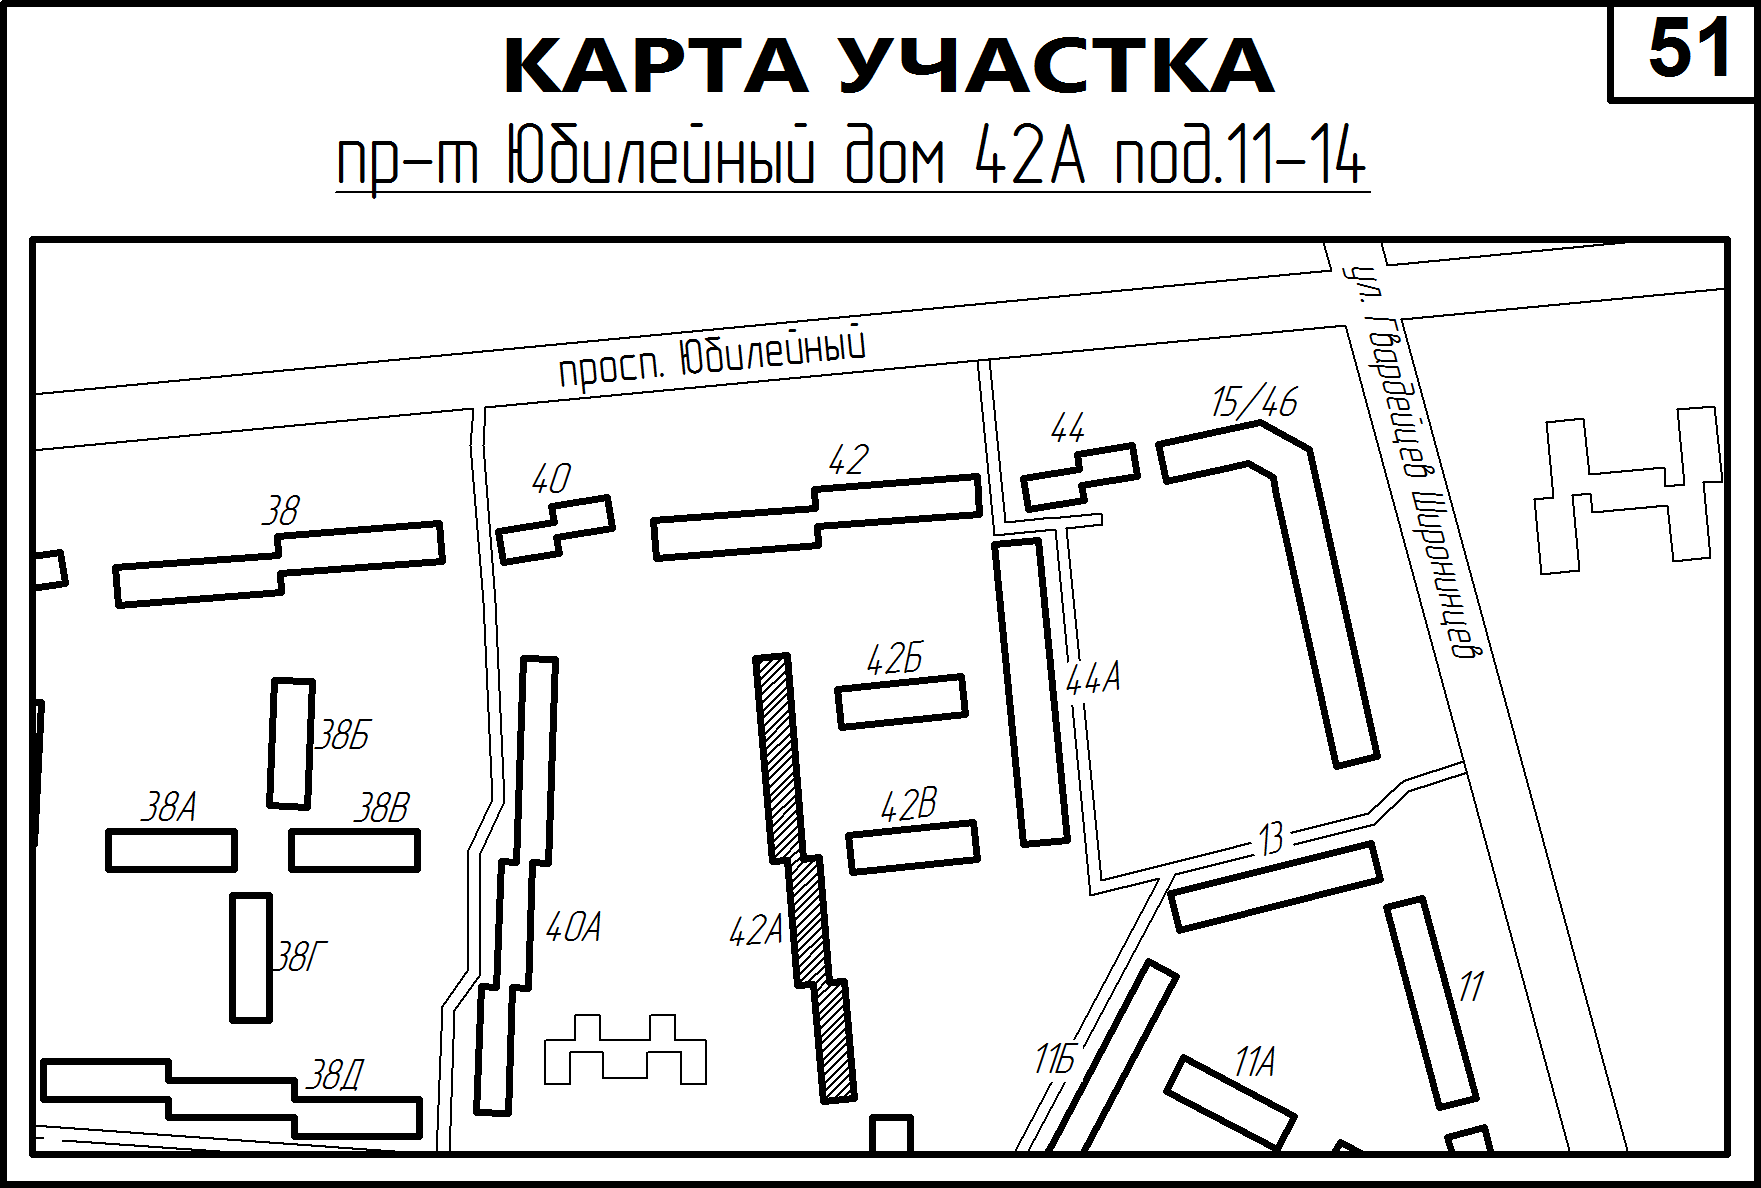 КАРТА УЧАСТКА
51
пр-т Юбилейный дом 42А под.11-14
просп. Юбилейный
ул. Гвардейцев Широнинцев
15/46
44
42
40
38
42Б
44А
38Б
38А
38В
42В
13
40А
42А
38Г
11
11Б
11А
38Д